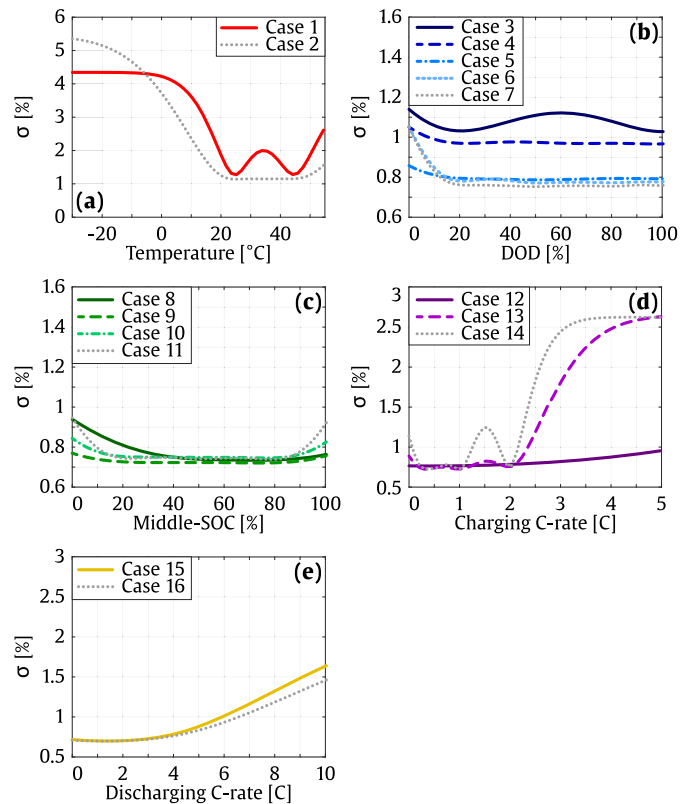 Case 1
Case 2
(a)
6
5
4
3
2
1
0
-20
0
20
40
σ [%]
Temperature [°C]
Case 3
Case 4
Case 5
Case 6
Case 7
(b)
1.6
1.4
1.2
1
0.8
0.6
0
20
40
60
80
100
σ [%]
DOD [%]
Case 8
Case 9
Case 10
Case 11
(c)
1.6
1.4
1.2
1
0.8
0.6
0
20
40
60
80
100
σ [%]
Middle-SOC [%]
Case 12
Case 13
Case 14
(d)
3
2.5
2
1.5
1
0.5
0
1
2
3
4
5
σ [%]
Charging C-rate [C]
Case 15
Case 16
(e)
3
2.5
2
1.5
1
0.5
0
2
4
6
8
10
σ [%]
Discharging C-rate [C]